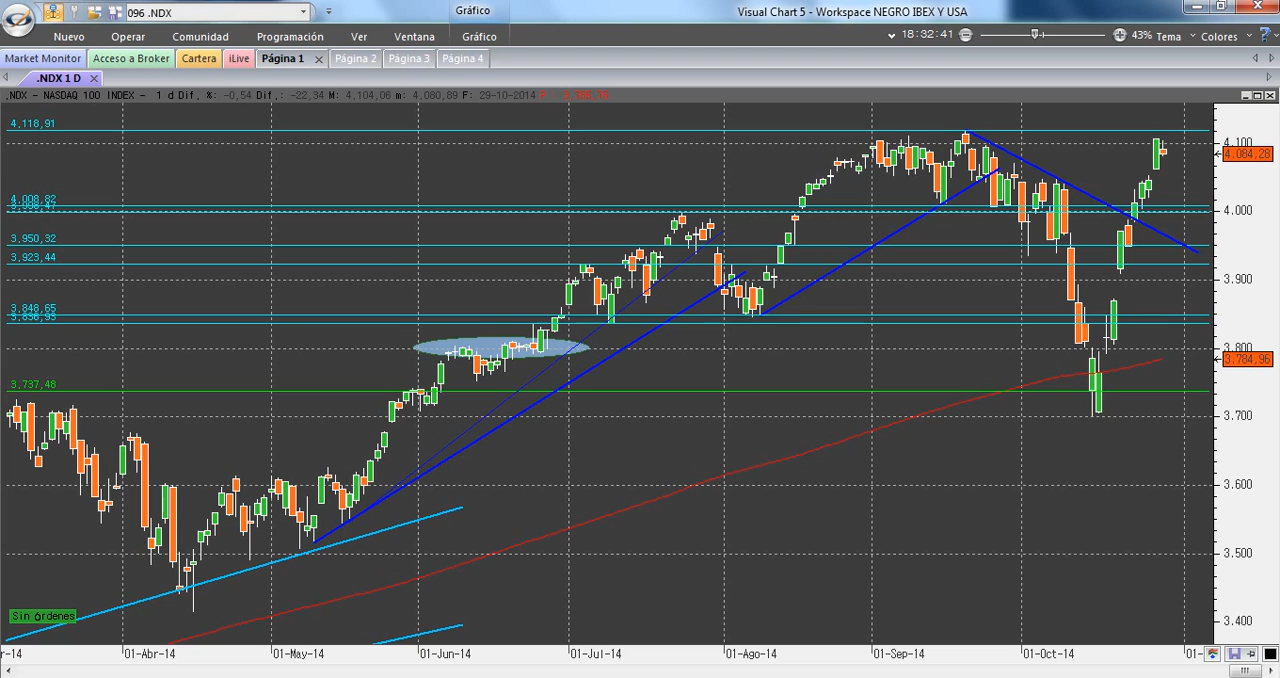 096 .NDX
Gráfico
Visual Chart 5 - Workspace NEGRO IBEX Y USA
Nuevo Operar Comunidad Programación Ver Ventana Gráfico
18:32:41 43% Tema Colores
Market Monitor Acceso a Broker Cartera iLive Página 1 Página 2 Página 3 Página 4
.NDX 1 D
.NDX - NASDAQ 100 INDEX - 1 d Dif. %: -0,54 Dif.: -22,34 M: 4.104,06 m: 4.080,89 F: 29-10-2014
4.118,91
4.100
4.084,28
4.008,82
4.000
3.950,32
3.923,44
3.900
3.848,65
3.836,93
3.800
3.784,96
3.737,48
3.700
3.600
3.500
Sin órdenes
3.400
r-14 01-Abr-14 01-May-14 01-Jun-14 01-Jul-14 01-Ago-14 01-Sep-14 01-Oct-14 01-